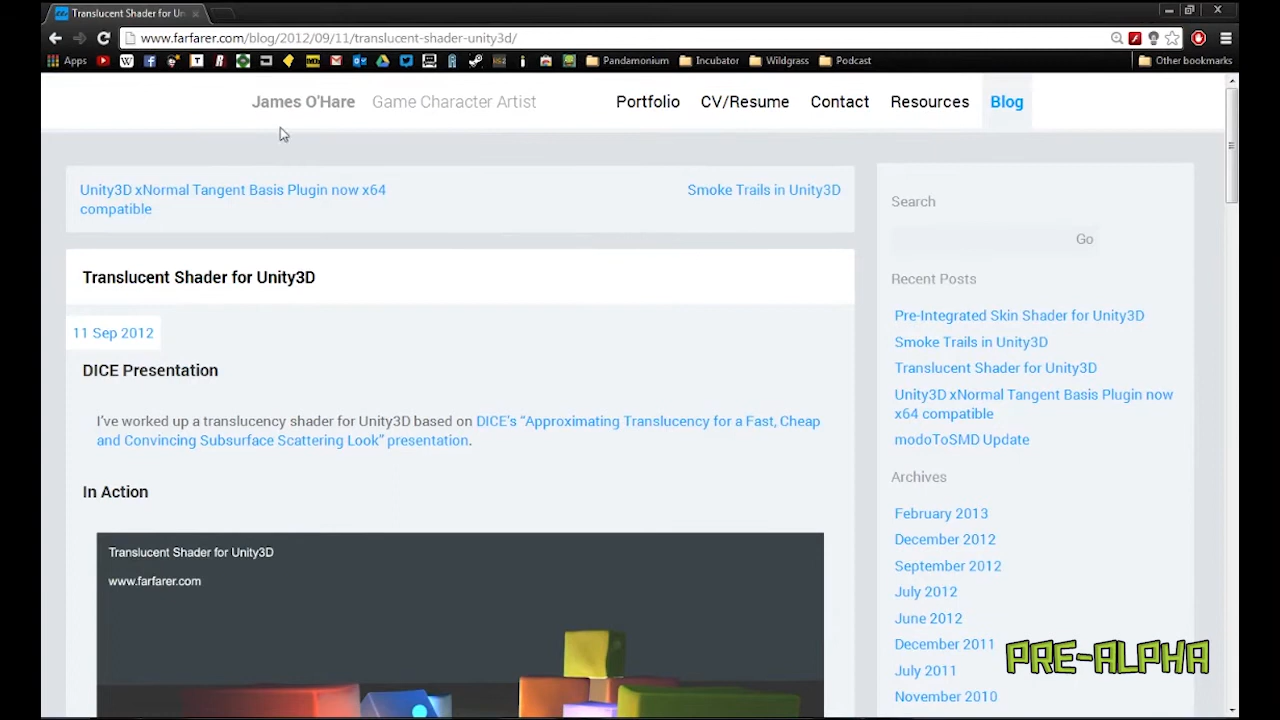 Translucent Shader for Un
www.farfarer.com/blog/2012/09/11/translucent-shader-unity3d/
Apps
Pandamonium
Incubator
Wildgrass
Podcast
Other bookmarks
James O'Hare Game Character Artist
Portfolio
CV/Resume
Contact
Resources
Blog
Unity3D xNormal Tangent Basis Plugin now x64
compatible
Smoke Trails in Unity3D
Translucent Shader for Unity3D
11 Sep 2012
DICE Presentation
I've worked up a translucency shader for Unity3D based on DICE's “Approximating Translucency for a Fast, Cheap
and Convincing Subsurface Scattering Look” presentation.
In Action
Translucent Shader for Unity3D
www.farfarer.com
Search
Go
Recent Posts
Pre-Integrated Skin Shader for Unity3D
Smoke Trails in Unity3D
Translucent Shader for Unity3D
Unity3D xNormal Tangent Basis Plugin now
x64 compatible
modoToSMD Update
Archives
February 2013
December 2012
September 2012
July 2012
June 2012
December 2011
July 2011
November 2010
PRE-ALPHA